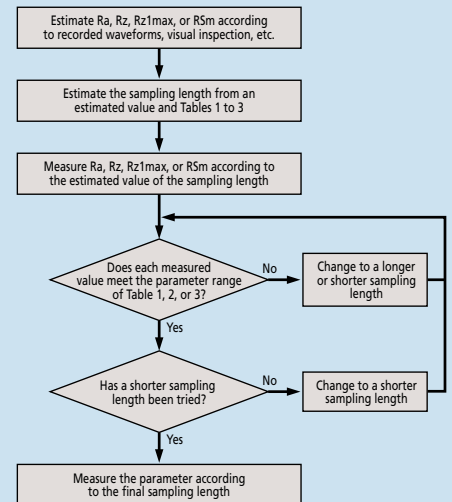 Estimate Ra, Rz, Rz1max, or RSm according
to recorded waveforms, visual inspection, etc.
Estimate the sampling length from an
estimated value and Tables 1 to 3
Measure Ra, Rz, Rz1max, or RSm according to
the estimated value of the sampling length
Does each measured
value meet the parameter range
of Table 1, 2, or 3?
No
Change to a longer
or shorter sampling
length
Yes
Has a shorter sampling
length been tried?
No
Change to a shorter
sampling length
Yes
Measure the parameter according
to the final sampling length